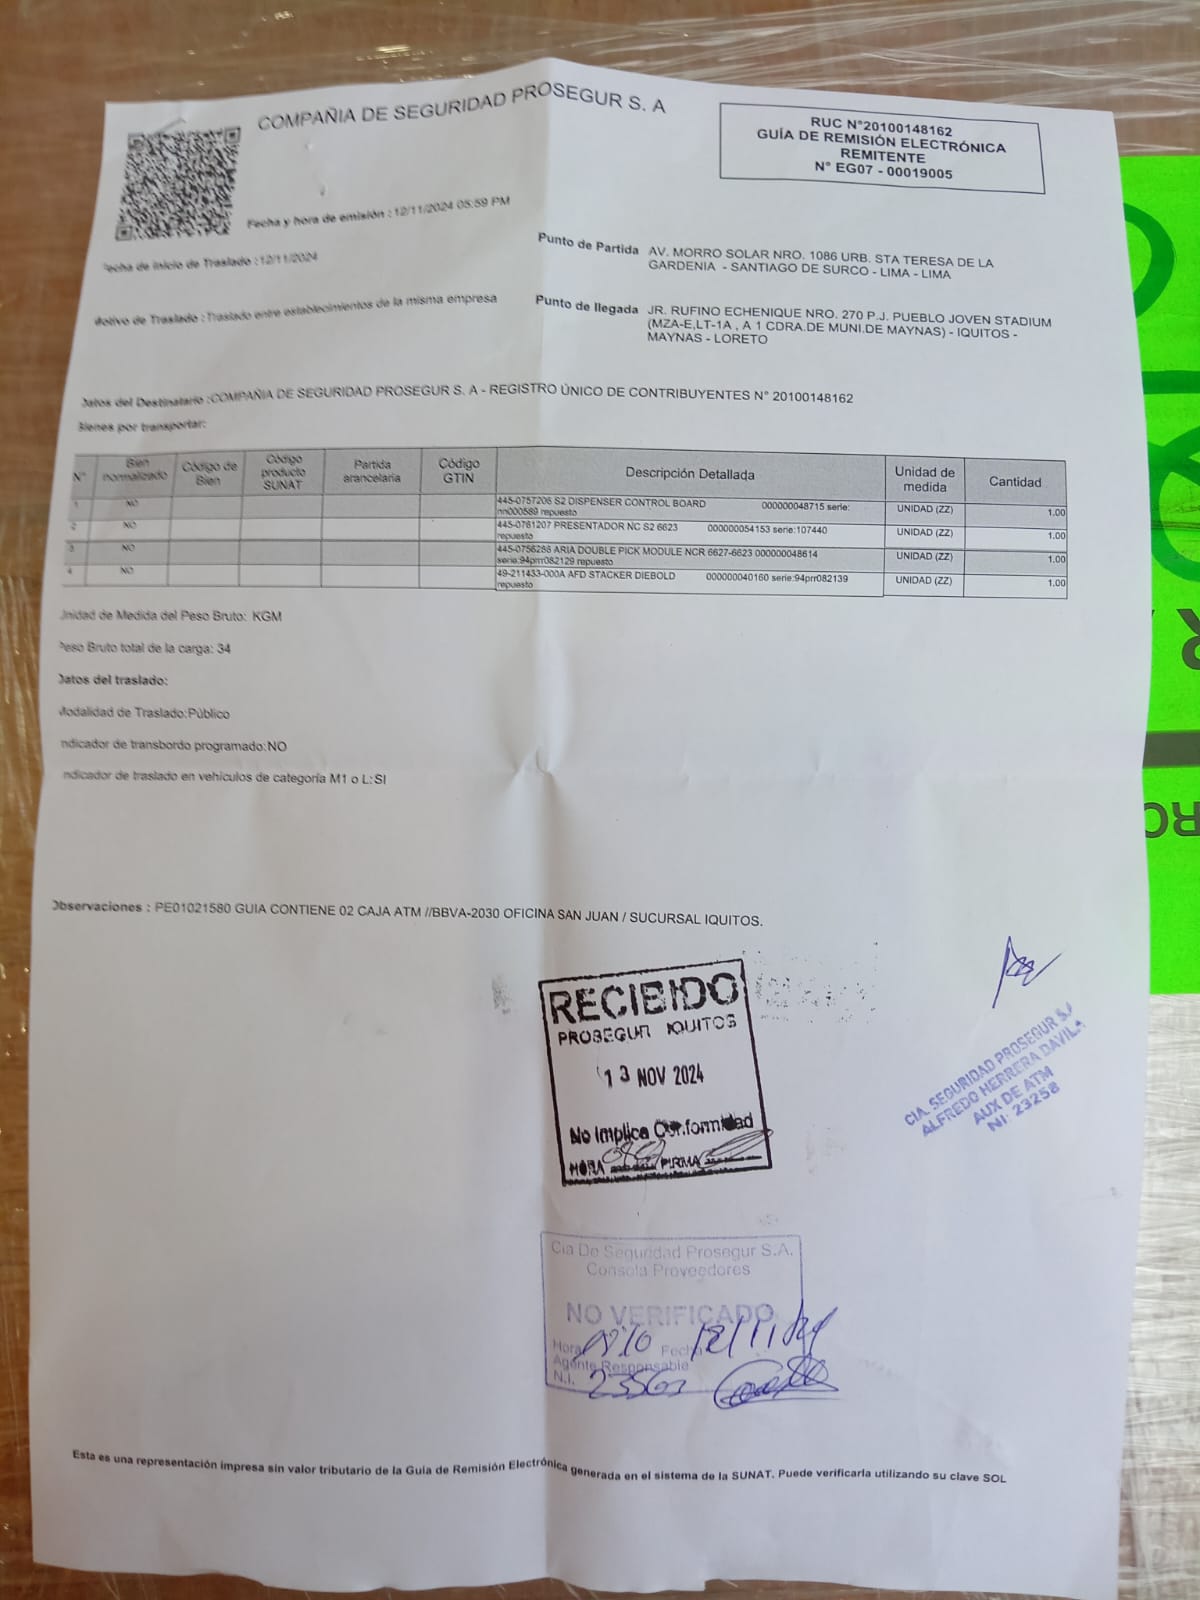 COMPAÑIA DE SEGURIDAD PROSEGUR S. A
RUC N°20100148162
GUÍA DE REMISIÓN ELECTRÓNICA
REMITENTE
N° EG07 - 00019005
Fecha y hora de emisión : 12/11/2024 05:59 PM
echa de inicio de Traslado :12/11/2024
Punto de Partida AV. MORRO SOLAR NRO. 1086 URB. STA TERESA DE LA
GARDENIA - SANTIAGO DE SURCO - LIMA - LIMA
Motivo de Traslado :Traslado entre establecimientos de la misma empresa
Punto de llegada JR. RUFINO ECHENIQUE NRO. 270 P.J. PUEBLO JOVEN STADIUM
(MZA-E,LT-1A , A 1 CDRA.DE MUNI.DE MAYNAS) - IQUITOS -
MAYNAS - LORETO
Datos del Destinatario :COMPAÑIA DE SEGURIDAD PROSEGUR S. A - REGISTRO ÚNICO DE CONTRIBUYENTES N° 20100148162
Bienes por transportar:
N° Bien normalizado Código de Bien Código producto SUNAT Partida arancelaria Código GTIN Descripción Detallada Unidad de medida Cantidad
1 NO 445-0757206 S2 DISPENSER CONTROL BOARD 000000048715 serie: UNIDAD (ZZ) 1.00
nn000589 repuesto
2 NO 445-0761207 PRESENTADOR NC S2 6623 000000054153 serie:107440 UNIDAD (ZZ) 1.00
repuesto
3 NO 445-0756286 ARIA DOUBLE PICK MODULE NCR 6627-6623 000000048614 UNIDAD (ZZ) 1.00
serie:94prr082129 repuesto
4 NO 49-211433-000A AFD STACKER DIEBOLD 000000040160 serie:94prr082139 UNIDAD (ZZ) 1.00
repuesto
Unidad de Medida del Peso Bruto: KGM
Peso Bruto total de la carga: 34
Datos del traslado:
Modalidad de Traslado:Público
ndicador de transbordo programado:NO
ndicador de traslado en vehículos de categoría M1 o L:SI
Observaciones : PE01021580 GUIA CONTIENE 02 CAJA ATM //BBVA-2030 OFICINA SAN JUAN / SUCURSAL IQUITOS.
RECIBIDO
PROSEGUR IQUITOS
13 NOV 2024
No Implica Conformidad
HORA FIRMA
CIA. SEGURIDAD PROSEGUR S.A
ALFREDO HERRERA DAVILA
AUX DE ATM
NI: 23258
Cia De Seguridad Prosegur S.A.
Consola Proveedores
NO VERIFICADO
Hora Fecha 12/11/24
Agente Responsable
N.I.
Esta es una representación impresa sin valor tributario de la Guía de Remisión Electrónica generada en el sistema de la SUNAT. Puede verificarla utilizando su clave SOL